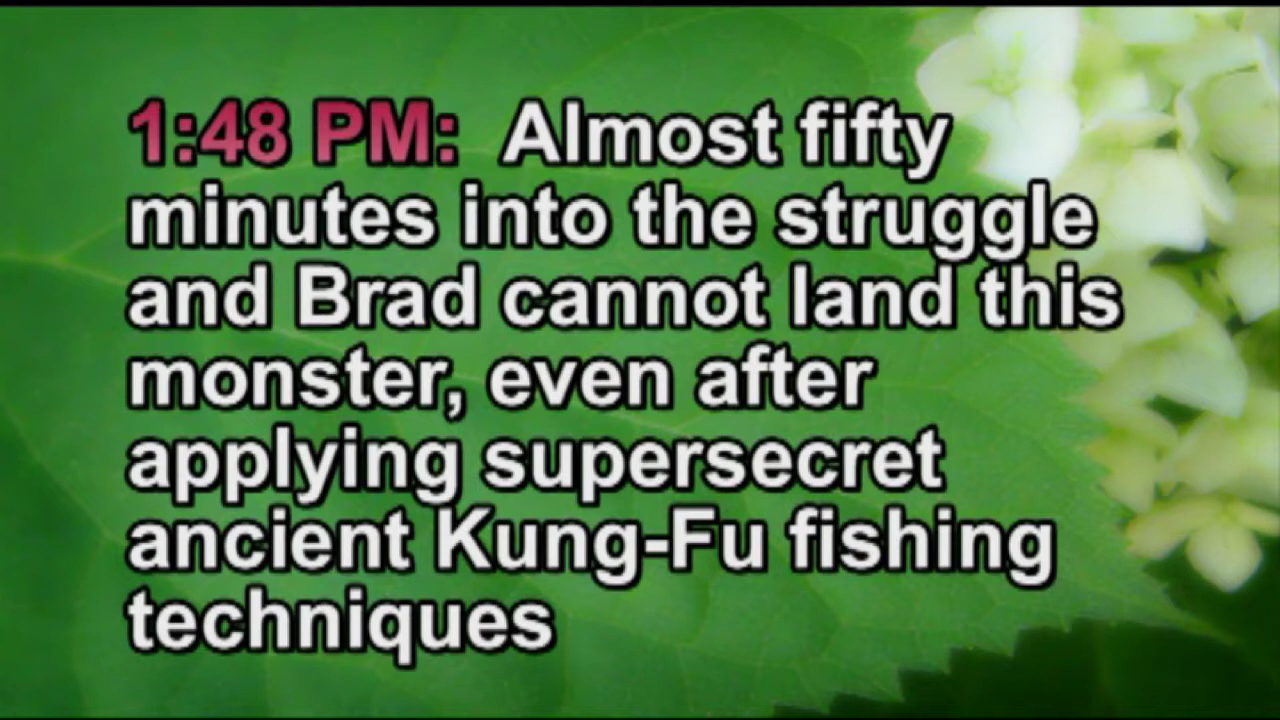 1:48 PM: Almost fifty
minutes into the struggle
and Brad cannot land this
monster, even after
applying supersecret
ancient Kung-Fu fishing
techniques